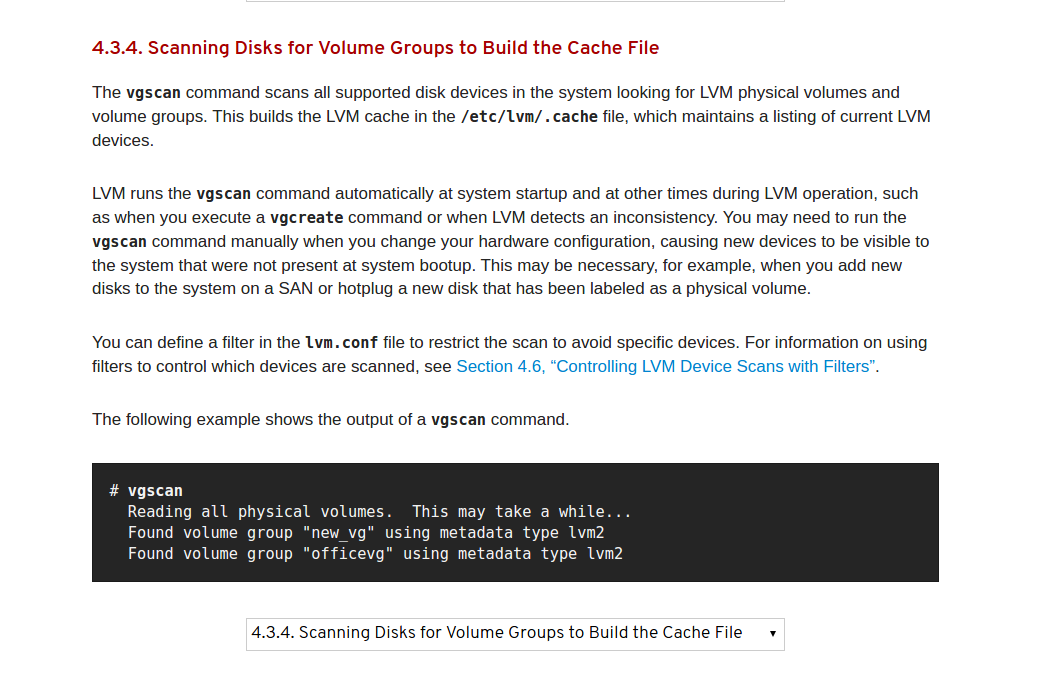 4.3.4. Scanning Disks for Volume Groups to Build the Cache File
The vgscan command scans all supported disk devices in the system looking for LVM physical volumes and
volume groups. This builds the LVM cache in the /etc/lvm/.cache file, which maintains a listing of current LVM
devices.
LVM runs the vgscan command automatically at system startup and at other times during LVM operation, such
as when you execute a vgcreate command or when LVM detects an inconsistency. You may need to run the
vgscan command manually when you change your hardware configuration, causing new devices to be visible to
the system that were not present at system bootup. This may be necessary, for example, when you add new
disks to the system on a SAN or hotplug a new disk that has been labeled as a physical volume.
You can define a filter in the lvm.conf file to restrict the scan to avoid specific devices. For information on using
filters to control which devices are scanned, see Section 4.6, “Controlling LVM Device Scans with Filters”.
The following example shows the output of a vgscan command.
# vgscan
Reading all physical volumes.  This may take a while...
Found volume group "new_vg" using metadata type lvm2
Found volume group "officevg" using metadata type lvm2
4.3.4. Scanning Disks for Volume Groups to Build the Cache File